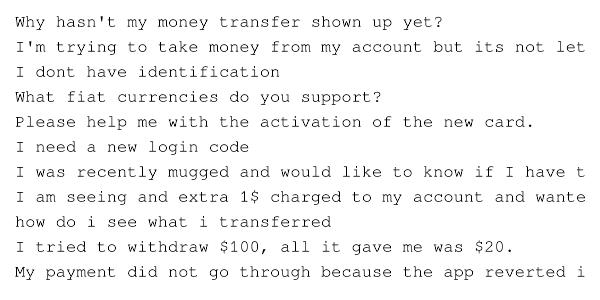 Why hasn't my money transfer shown up yet?
I'm trying to take money from my account but its not let
I dont have identification
What fiat currencies do you support?
Please help me with the activation of the new card.
I need a new login code
I was recently mugged and would like to know if I have t
I am seeing and extra 1$ charged to my account and wante
how do i see what i transferred
I tried to withdraw $100, all it gave me was $20.
My payment did not go through because the app reverted i